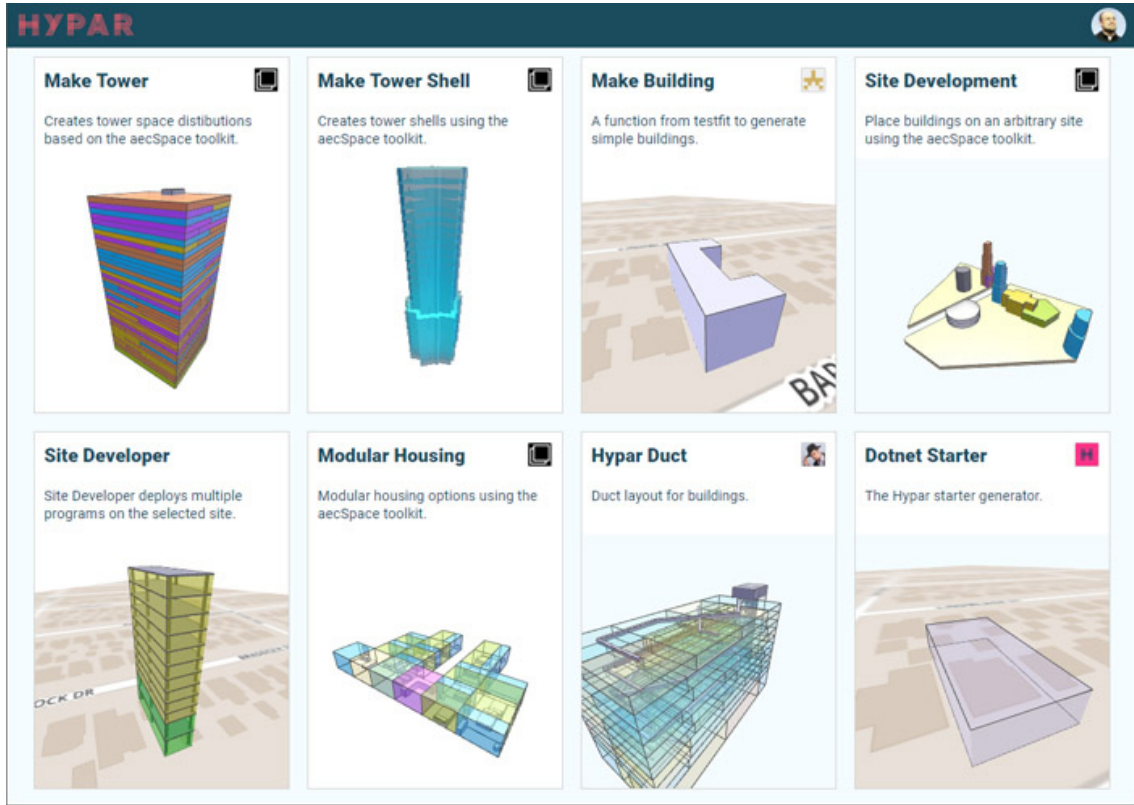 HYPAR
Make Tower
Creates tower space distibutions
based on the aecSpace toolkit.
Make Tower Shell
Creates tower shells using the
aecSpace toolkit.
Make Building
A function from testfit to generate
simple buildings.
BAR
Site Development
Place buildings on an arbitrary site
using the aecSpace toolkit.
Site Developer
Site Developer deploys multiple
programs on the selected site.
OCK DR
Modular Housing
Modular housing options using the
aecSpace toolkit.
Hypar Duct
Duct layout for buildings.
Dotnet Starter
H
The Hypar starter generator.